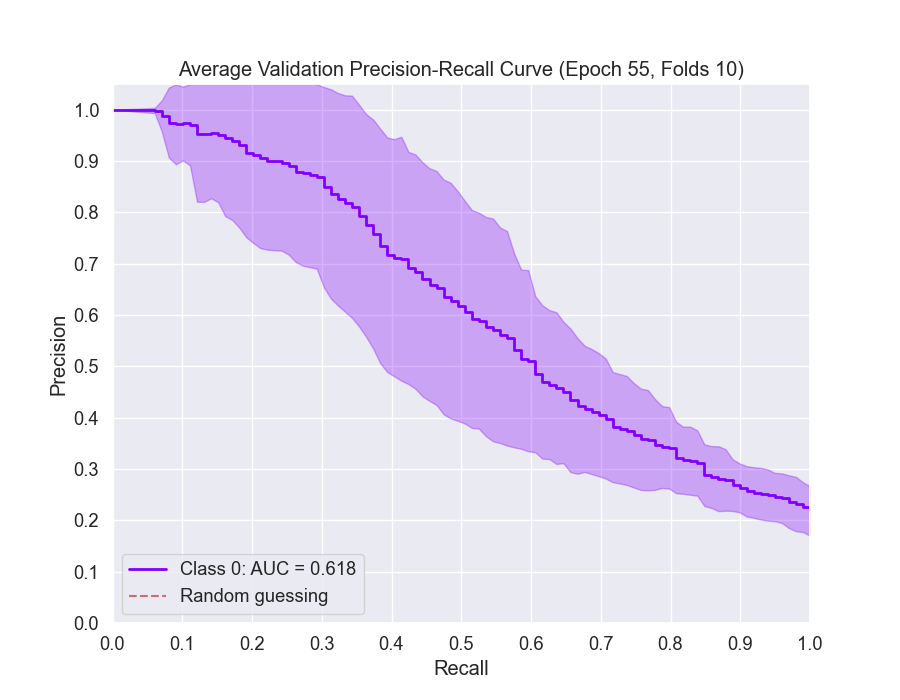 Average Validation Precision-Recall Curve (Epoch 55, Folds 10)
1.0
0.9
0.8
0.7
0.6
0.5
0.4
0.3
0.2
0.1
0.0
Precision
Class 0: AUC = 0.618
Random guessing
0.0 0.1 0.2 0.3 0.4 0.5 0.6 0.7 0.8 0.9 1.0
Recall